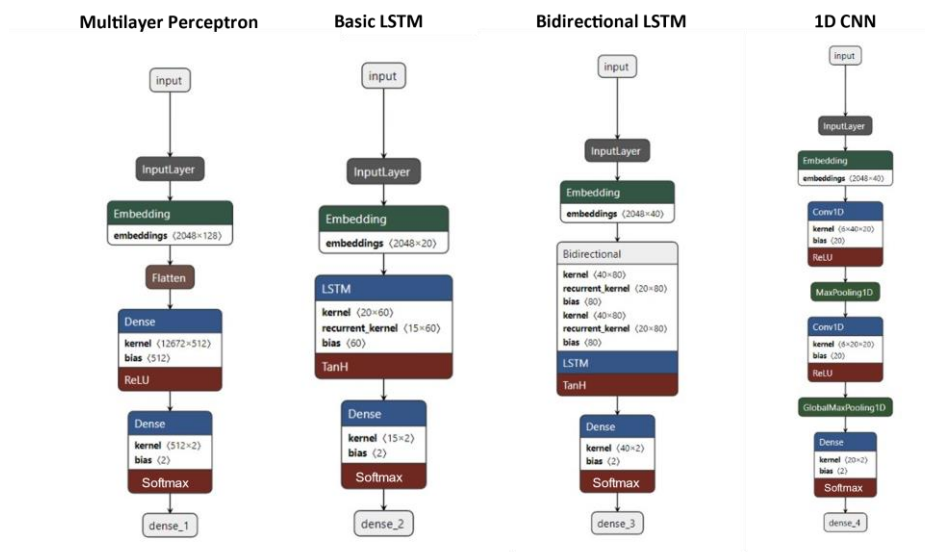 Multilayer Perceptron
input
InputLayer
Embedding
embeddings ⟨2048×128⟩
Flatten
Dense
kernel ⟨12672×512⟩
bias ⟨512⟩
ReLU
Dense
kernel ⟨512×2⟩
bias ⟨2⟩
Softmax
dense_1
Basic LSTM
input
InputLayer
Embedding
embeddings ⟨2048×20⟩
LSTM
kernel ⟨20×60⟩
recurrent_kernel ⟨15×60⟩
bias ⟨60⟩
TanH
Dense
kernel ⟨15×2⟩
bias ⟨2⟩
Softmax
dense_2
Bidirectional LSTM
input
InputLayer
Embedding
embeddings ⟨2048×40⟩
Bidirectional
kernel ⟨40×80⟩
recurrent_kernel ⟨20×80⟩
bias ⟨80⟩
kernel ⟨40×80⟩
recurrent_kernel ⟨20×80⟩
bias ⟨80⟩
LSTM
TanH
Dense
kernel ⟨40×2⟩
bias ⟨2⟩
Softmax
dense_3
1D CNN
input
InputLayer
Embedding
embeddings ⟨2048×40⟩
Conv1D
kernel ⟨6×40×20⟩
bias ⟨20⟩
ReLU
MaxPooling1D
Conv1D
kernel ⟨6×20×20⟩
bias ⟨20⟩
ReLU
GlobalMaxPooling1D
Dense
kernel ⟨20×2⟩
bias ⟨2⟩
Softmax
dense_4